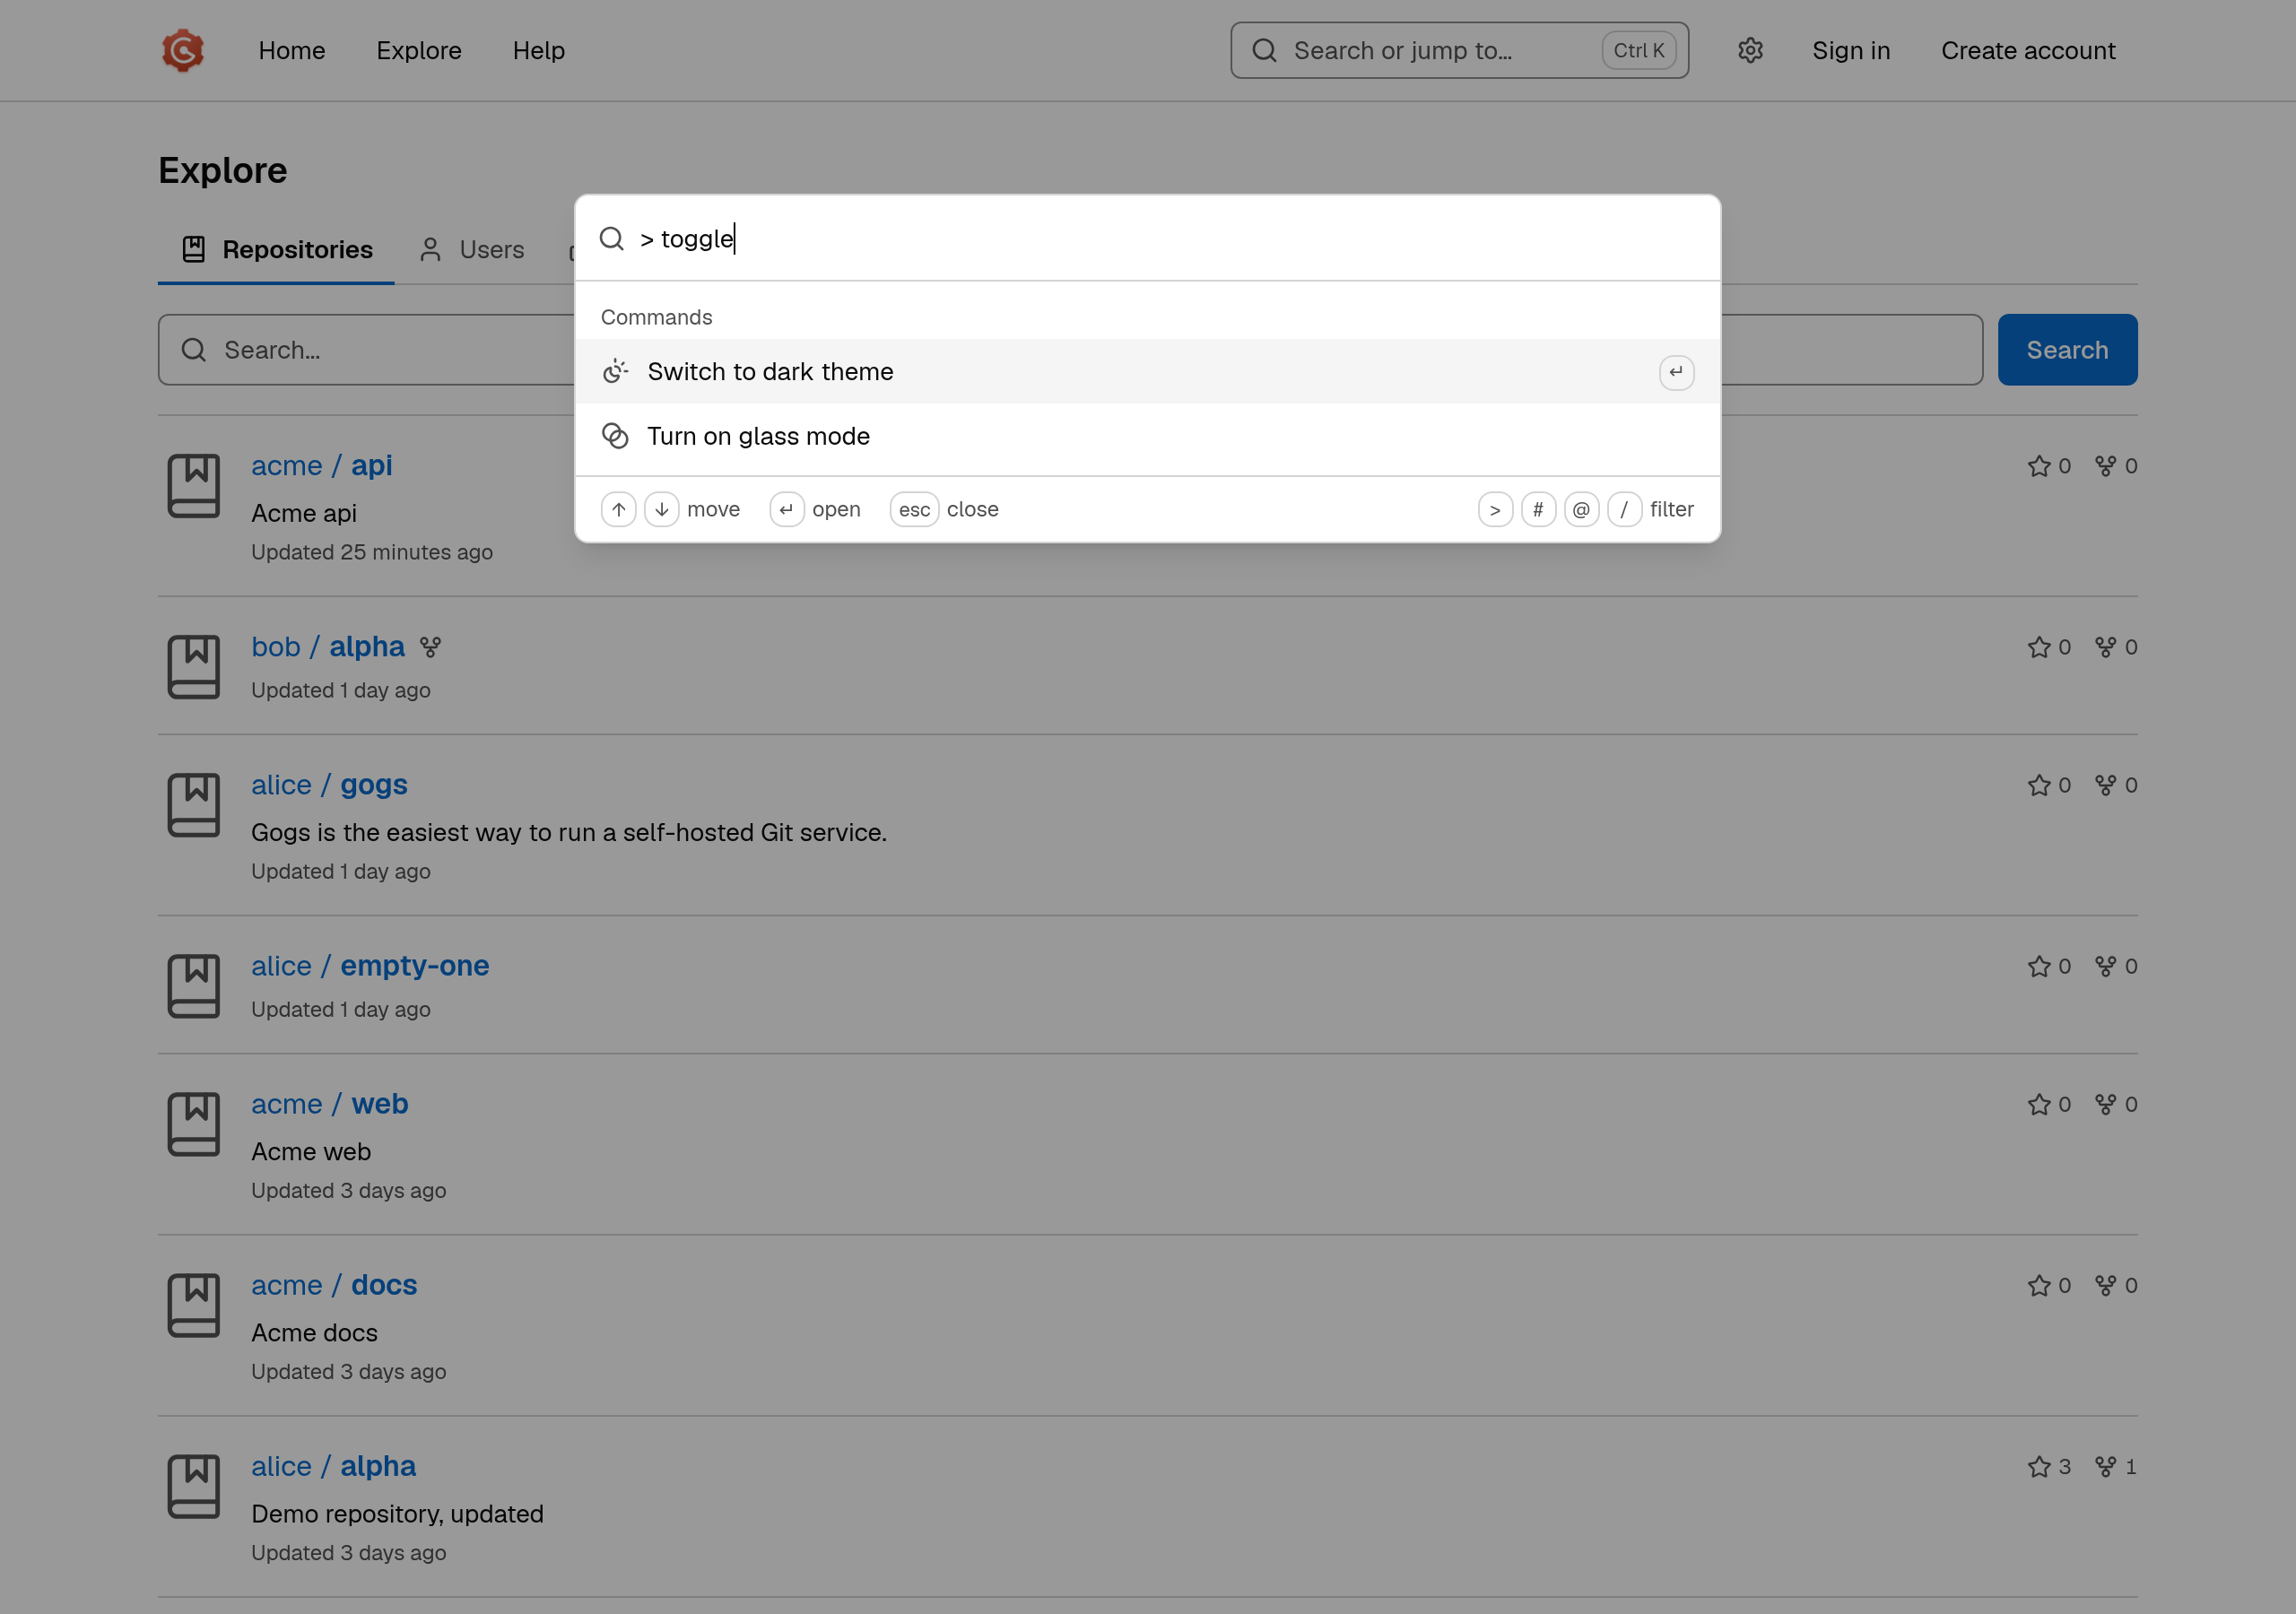 Home Explore Help Search or jump to... Ctrl K Sign in Create account
Explore
> toggle
Repositories Users
Commands
Search... Search
Switch to dark theme ↵
Turn on glass mode
↑ ↓ move ↵ open esc close > # @ / filter
acme / api 0 0
Acme api
Updated 25 minutes ago
bob / alpha 0 0
Updated 1 day ago
alice / gogs 0 0
Gogs is the easiest way to run a self-hosted Git service.
Updated 1 day ago
alice / empty-one 0 0
Updated 1 day ago
acme / web 0 0
Acme web
Updated 3 days ago
acme / docs 0 0
Acme docs
Updated 3 days ago
alice / alpha 3 1
Demo repository, updated
Updated 3 days ago